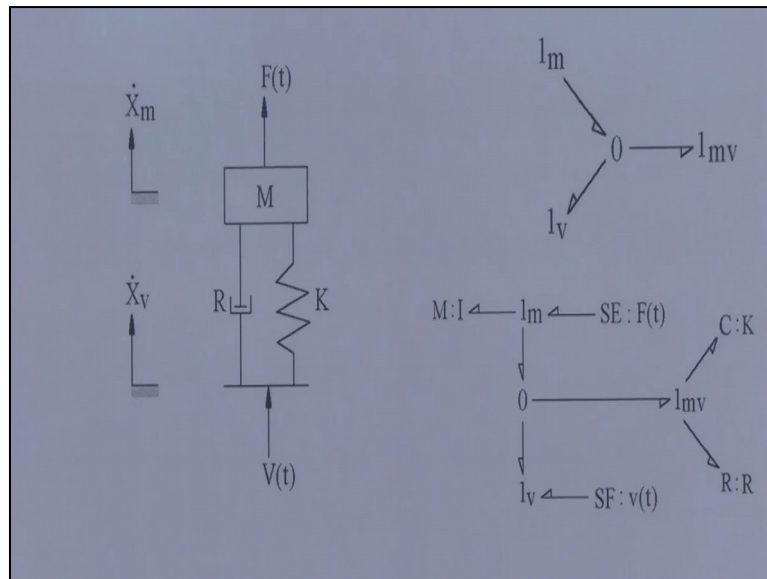 F(t)
Ẋm
M
Ẋv
R
K
V(t)
1m
0
1mv
1v
M:I
1m
SE:F(t)
C:K
0
1mv
R:R
1v
SF:v(t)